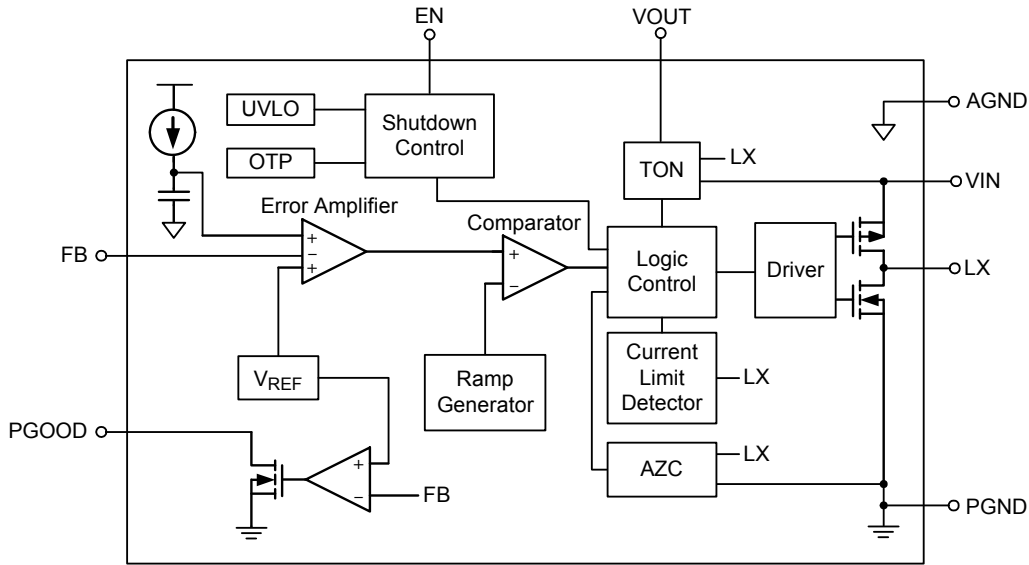 EN
VOUT
AGND
UVLO
Shutdown
Control
OTP
TON
LX
VIN
Error Amplifier
Comparator
+
−
+
FB
+
−
Logic
Control
Driver
LX
VREF
Ramp
Generator
Current
Limit
Detector
LX
PGOOD
+
−
FB
AZC
LX
PGND